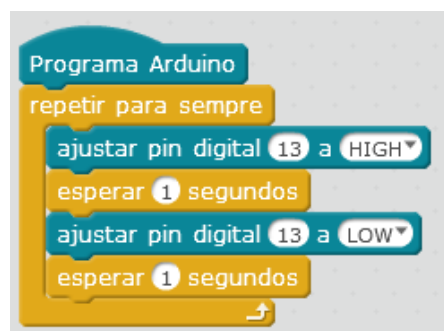 Programa Arduino
repetir para sempre
ajustar pin digital 13 a HIGH
esperar 1 segundos
ajustar pin digital 13 a LOW
esperar 1 segundos